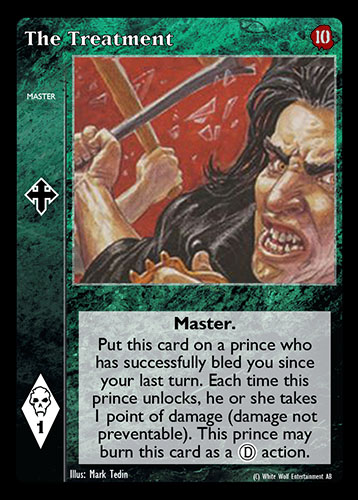 The Treatment
10
MASTER
Master.
Put this card on a prince who
has successfully bled you since
your last turn. Each time this
prince unlocks, he or she takes
1 point of damage (damage not
preventable). This prince may
burn this card as a Ⓓ action.
1
Illus: Mark Tedin
(C) White Wolf Entertainment AB